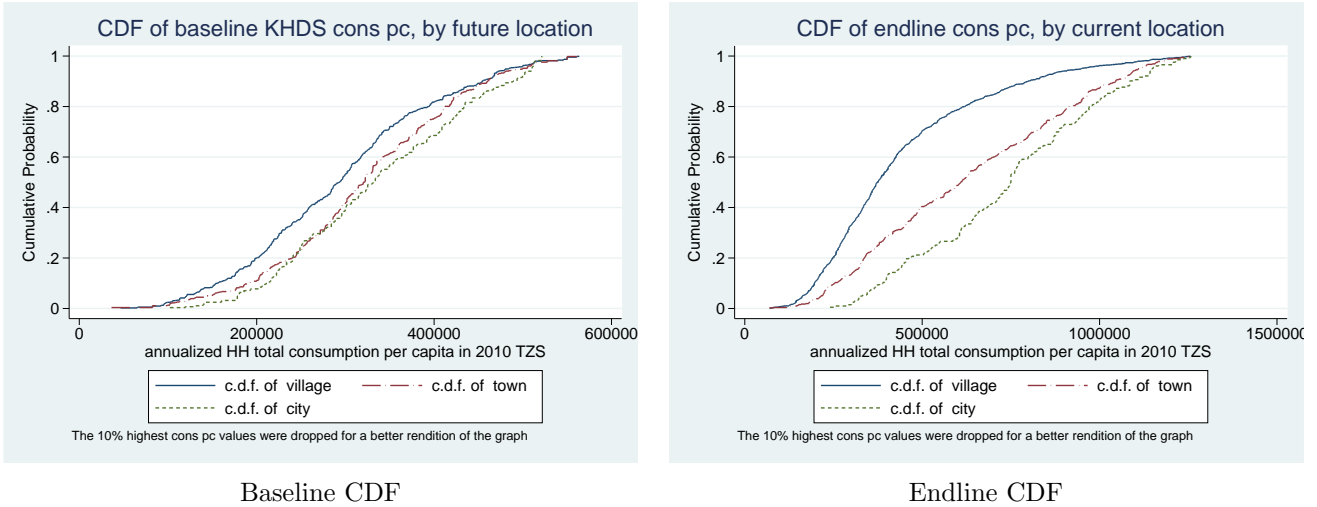 CDF of baseline KHDS cons pc, by future location
Cumulative Probability
1
.8
.6
.4
.2
0
0 200000 400000 600000
annualized HH total consumption per capita in 2010 TZS
c.d.f. of village c.d.f. of town
c.d.f. of city
The 10% highest cons pc values were dropped for a better rendition of the graph
Baseline CDF
CDF of endline cons pc, by current location
Cumulative Probability
1
.8
.6
.4
.2
0
0 500000 1000000 1500000
annualized HH total consumption per capita in 2010 TZS
c.d.f. of village c.d.f. of town
c.d.f. of city
The 10% highest cons pc values were dropped for a better rendition of the graph
Endline CDF